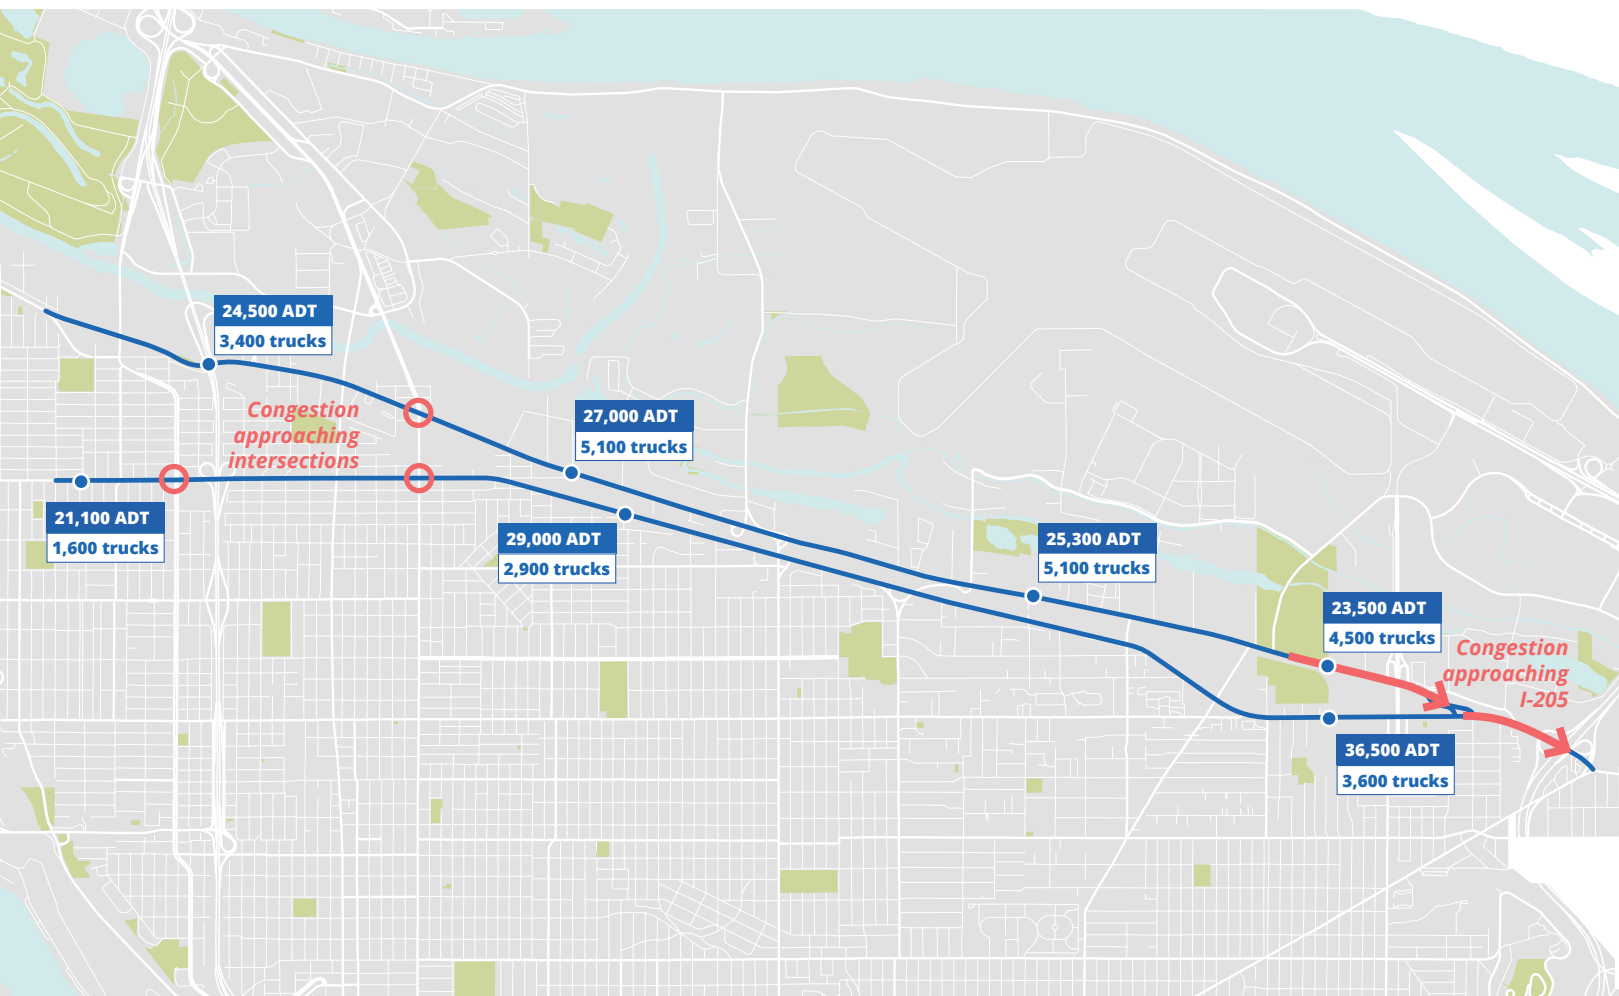 24,500 ADT
3,400 trucks
Congestion
approaching
intersections
27,000 ADT
5,100 trucks
21,100 ADT
1,600 trucks
29,000 ADT
2,900 trucks
25,300 ADT
5,100 trucks
23,500 ADT
4,500 trucks
Congestion
approaching
I-205
36,500 ADT
3,600 trucks